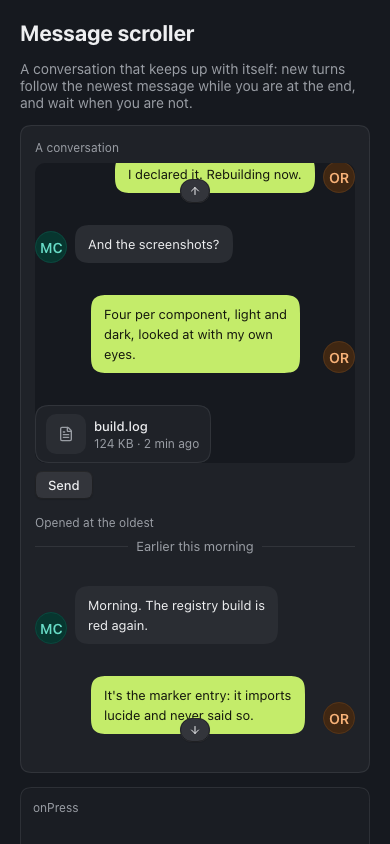 Message scroller
A conversation that keeps up with itself: new turns
follow the newest message while you are at the end,
and wait when you are not.
A conversation
I declared it. Rebuilding now.
OR
And the screenshots?
MC
Four per component, light and
dark, looked at with my own
eyes.
OR
build.log
124 KB · 2 min ago
Send
Opened at the oldest
Earlier this morning
Morning. The registry build is
red again.
MC
It's the marker entry: it imports
lucide and never said so.
OR
onPress